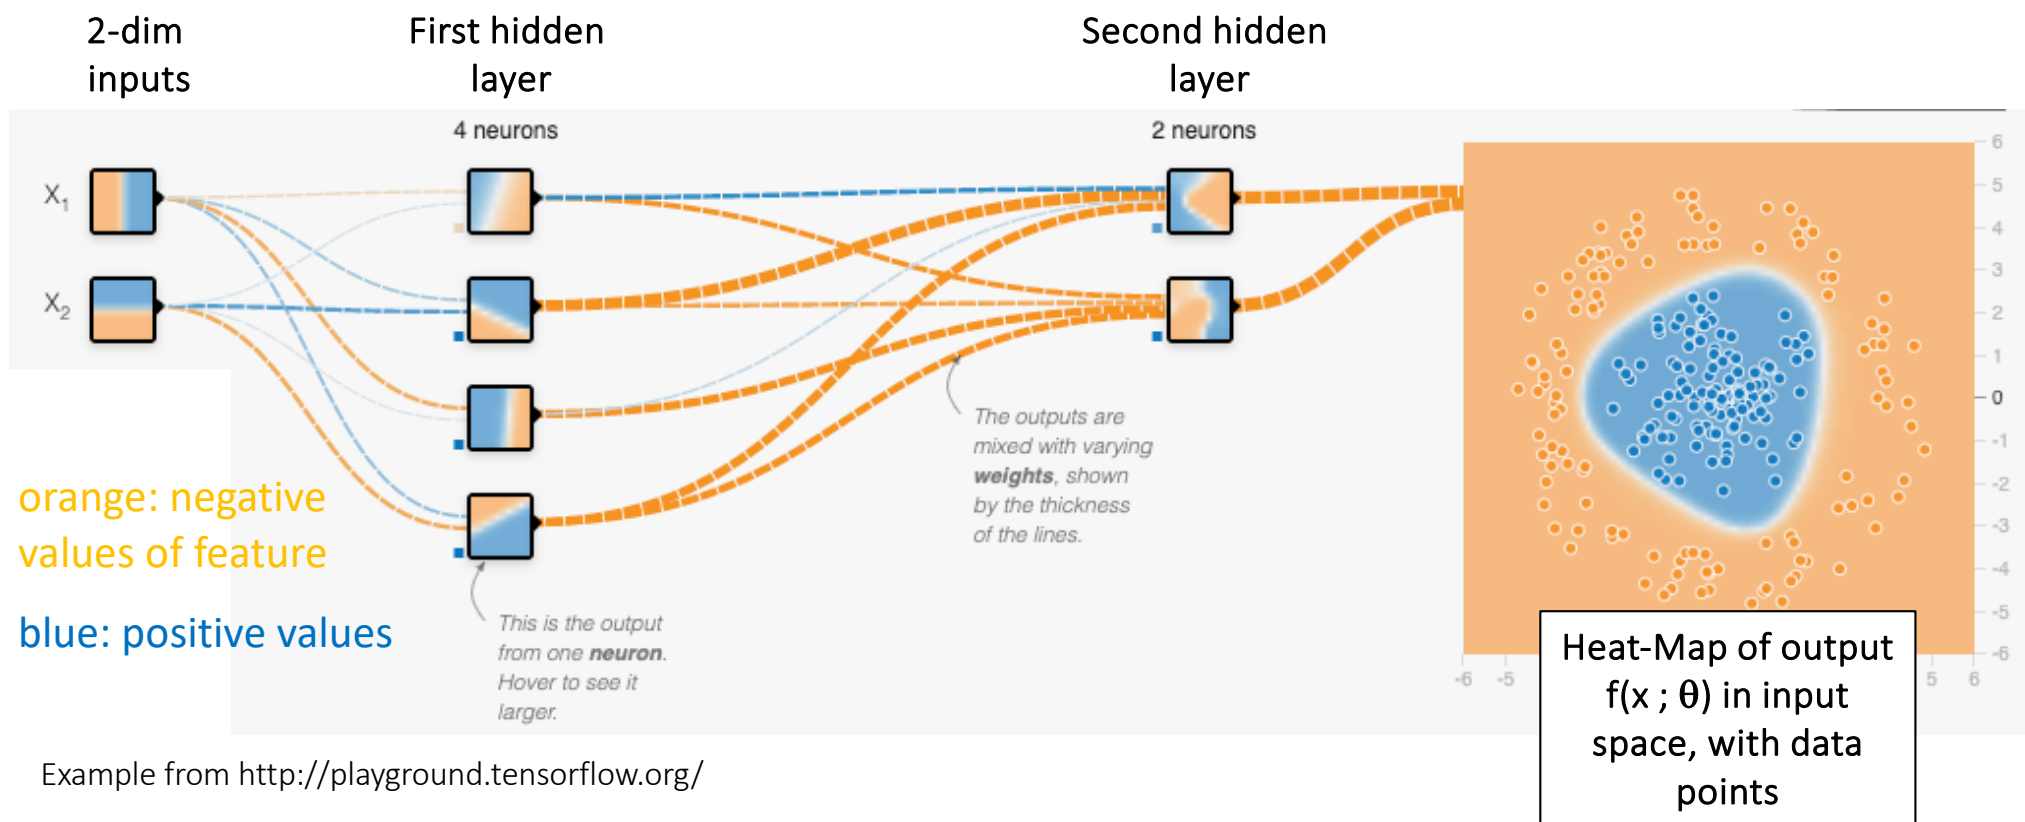 2-dim
inputs
First hidden
layer
Second hidden
layer
4 neurons
2 neurons
X1
X2
6
5
4
3
2
1
0
-1
-2
-3
-4
-5
-6
-6
-5
5
6
The outputs are
mixed with varying
weights, shown
by the thickness
of the lines.
orange: negative
values of feature
blue: positive values
This is the output
from one neuron.
Hover to see it
larger.
Heat-Map of output
f(x ; θ) in input
space, with data
points
Example from http://playground.tensorflow.org/